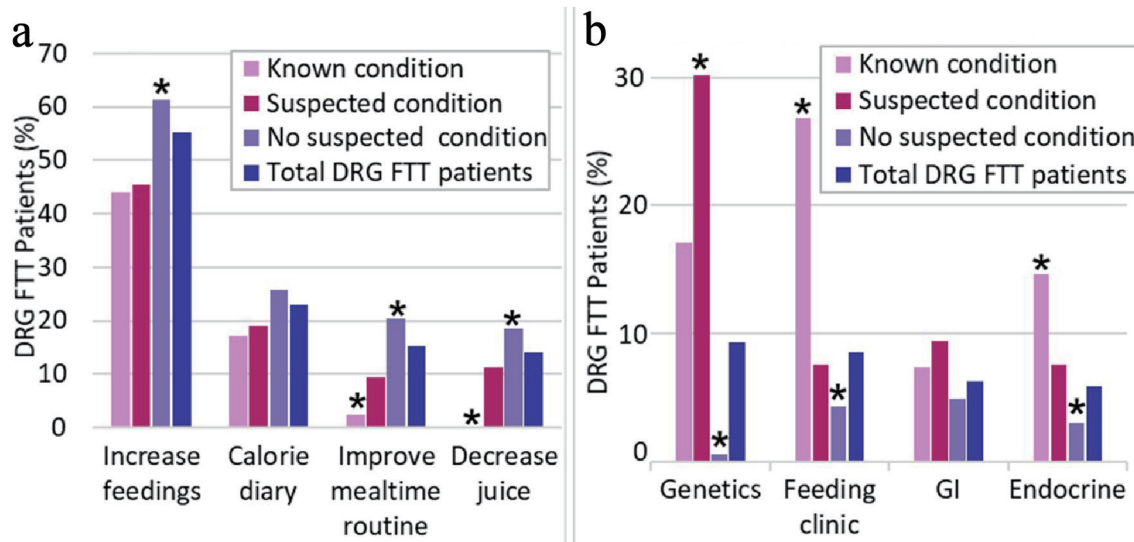 a
DRG FTT Patients (%)
70
60
50
40
30
20
10
0
Known condition
Suspected condition
No suspected condition
Total DRG FTT patients
*
*
*
*
*
Increase feedings
Calorie diary
Improve mealtime routine
Decrease juice
b
DRG FTT Patients (%)
30
20
10
0
Known condition
Suspected condition
No suspected condition
Total DRG FTT patients
*
*
*
*
*
*
Genetics
Feeding clinic
GI
Endocrine